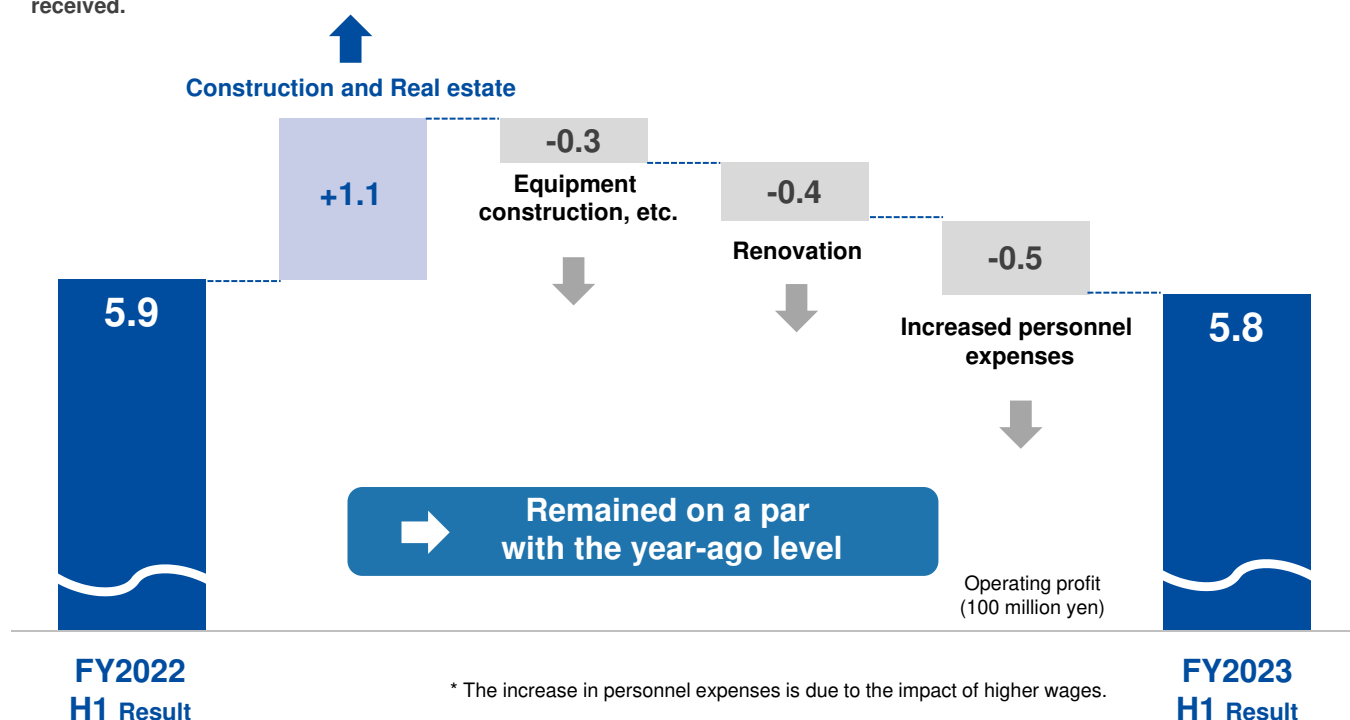 received.
Construction and Real estate
+1.1
-0.3
Equipment
construction, etc.
-0.4
Renovation
-0.5
Increased personnel
expenses
5.9
5.8
Remained on a par
with the year-ago level
Operating profit
(100 million yen)
FY2022
H1 Result
* The increase in personnel expenses is due to the impact of higher wages.
FY2023
H1 Result